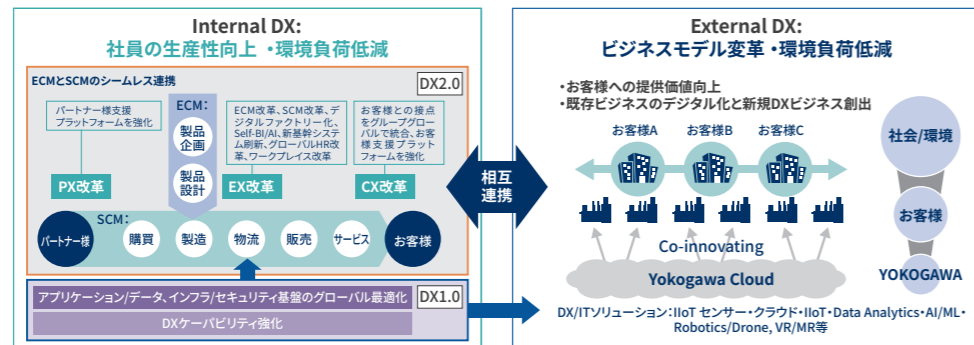 Internal DX:
社員の生産性向上 ・環境負荷低減
ECMとSCMのシームレス連携
DX2.0
パートナー様支援
プラットフォームを強化
PX改革
ECM:
製品
企画
製品
設計
ECM改革、SCM改革、デ
ジタルファクトリー化、
Self-BI/AI、新基幹システ
ム刷新、グローバルHR改
革、ワークプレイス改革
EX改革
お客様との接点
をグループグロー
バルで統合、お客
様支援プラット
フォームを強化
CX改革
SCM:
パートナー様
購買
製造
物流
販売
サービス
お客様
アプリケーション/データ、インフラ/セキュリティ基盤のグローバル最適化
DX1.0
DXケーパビリティ強化
相互
連携
External DX:
ビジネスモデル変革・環境負荷低減
・お客様への提供価値向上
・既存ビジネスのデジタル化と新規DXビジネス創出
お客様A
お客様B
お客様C
Co-innovating
Yokogawa Cloud
社会/環境
お客様
YOKOGAWA
DX/ITソリューション:IIoT センサー・クラウド・IIoT・Data Analytics・AI/ML・
Robotics/Drone, VR/MR等